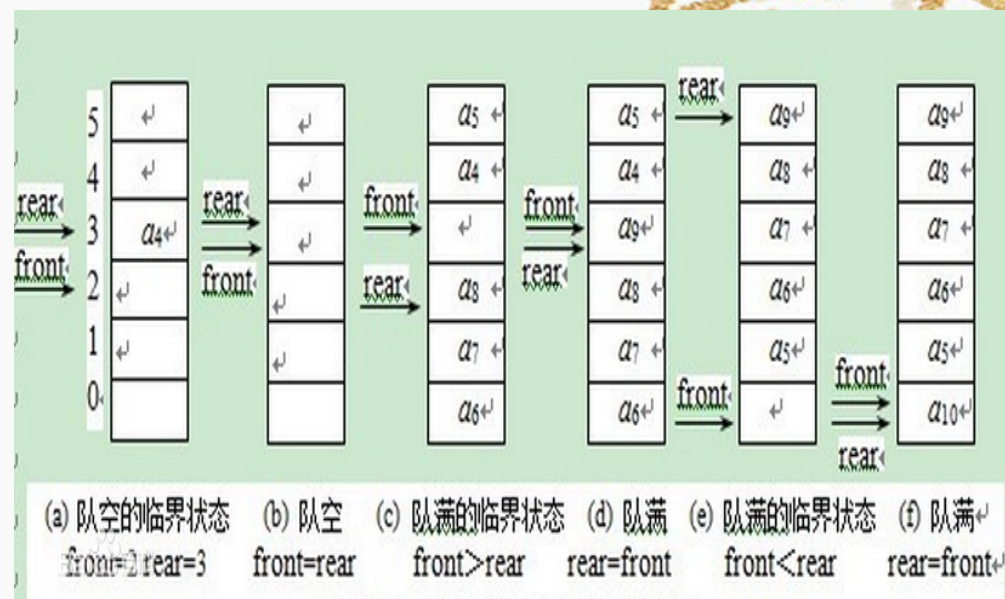 5
4
3
2
1
0
rear
front
a4
rear
front
front
rear
a5
a4
a8
a7
a6
front
rear
a5
a4
a9
a8
a7
a6
rear
front
a9
a8
a7
a6
a5
front
rear
a9
a8
a7
a6
a5
a10
(a) 队空的临界状态 (b) 队空 (c) 队满的临界状态 (d) 队满 (e) 队满的临界状态 (f) 队满
front=2 rear=3 front=rear front>rear rear=front front<rear rear=front